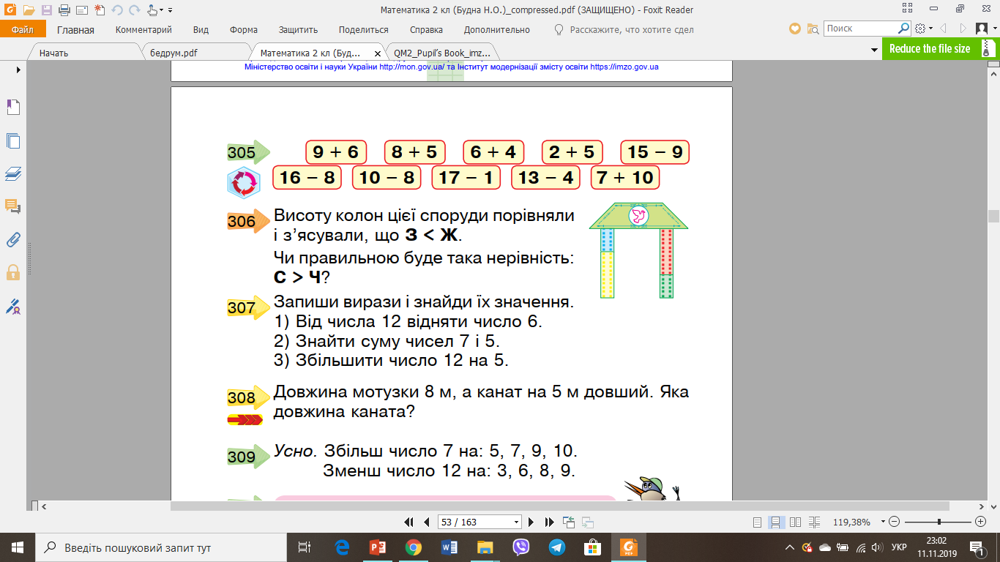 Математика 2 кл (Будна Н.О.)_compressed.pdf (ЗАЩИЩЕНО) - Foxit Reader
Файл Главная Комментарий Вид Форма Защитить Поделиться Справка Дополнительно Расскажите, что хотите сдел Поиск
Начать бедрум.pdf Математика 2 кл (Буд... QM2_Pupil’s Book_imz... Reduce the file size
Міністерство освіти і науки України http://mon.gov.ua/ та Інститут модернізації змісту освіти https://imzo.gov.ua
305 9 + 6 8 + 5 6 + 4 2 + 5 15 − 9
16 − 8 10 − 8 17 − 1 13 − 4 7 + 10
306 Висоту колон цієї споруди порівняли
і з’ясували, що З < Ж.
Чи правильною буде така нерівність:
С > Ч?
307 Запиши вирази і знайди їх значення.
1) Від числа 12 відняти число 6.
2) Знайти суму чисел 7 і 5.
3) Збільшити число 12 на 5.
308 Довжина мотузки 8 м, а канат на 5 м довший. Яка
довжина каната?
309 Усно. Збільш число 7 на: 5, 7, 9, 10.
Зменш число 12 на: 3, 6, 8, 9.
53 / 163 119,38%
Введіть пошуковий запит тут
УКР
23:02
11.11.2019
1